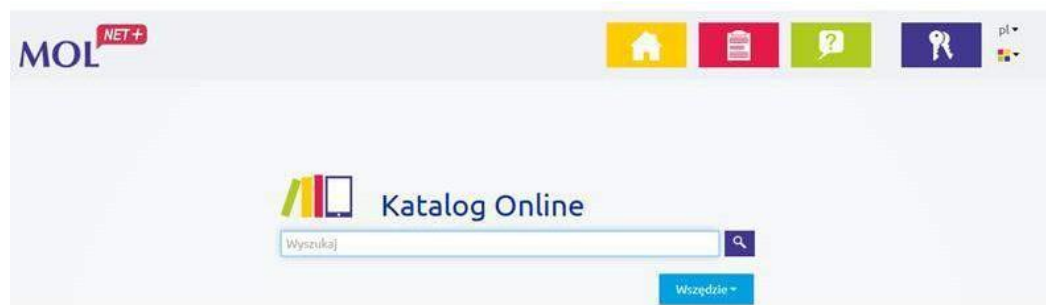 MOL NET+
pl
?
Katalog Online
Wyszukaj
Wszędzie